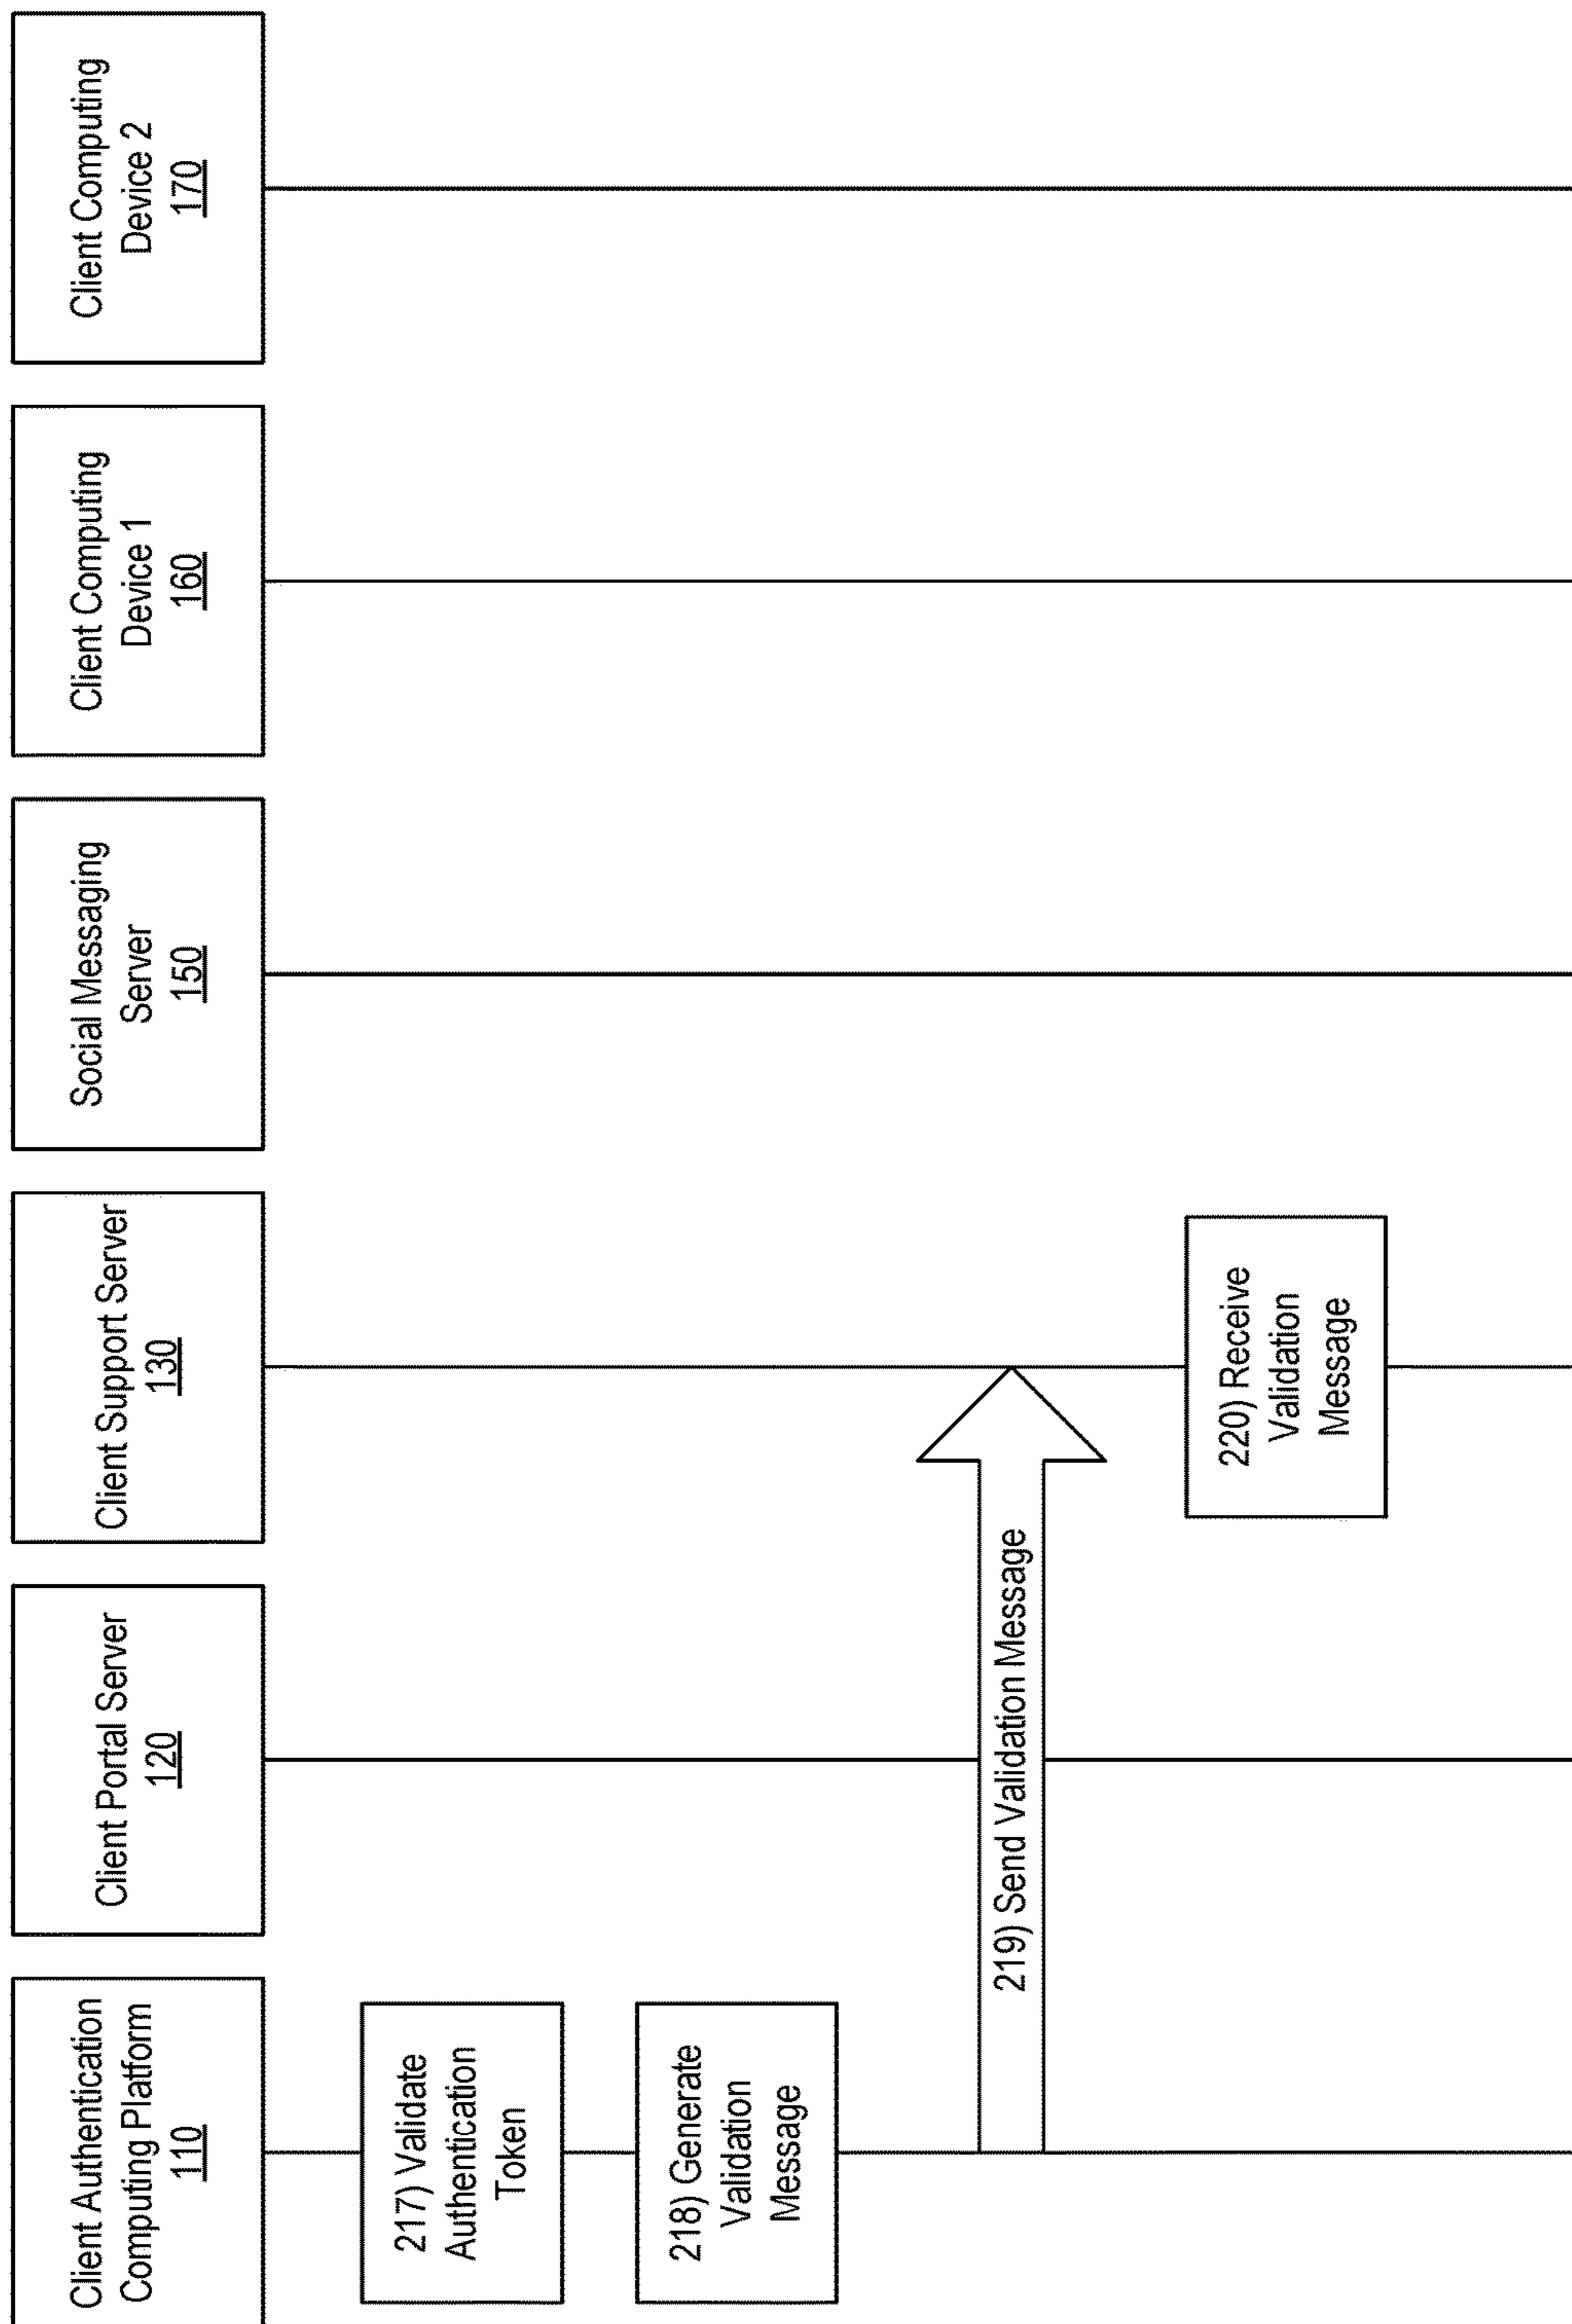 Client Authentication
Computing Platform
110
Client Portal Server
120
Client Support Server
130
Social Messaging
Server
150
Client Computing
Device 1
160
Client Computing
Device 2
170
217) Validate
Authentication
Token
218) Generate
Validation
Message
219) Send Validation Message
220) Receive
Validation
Message